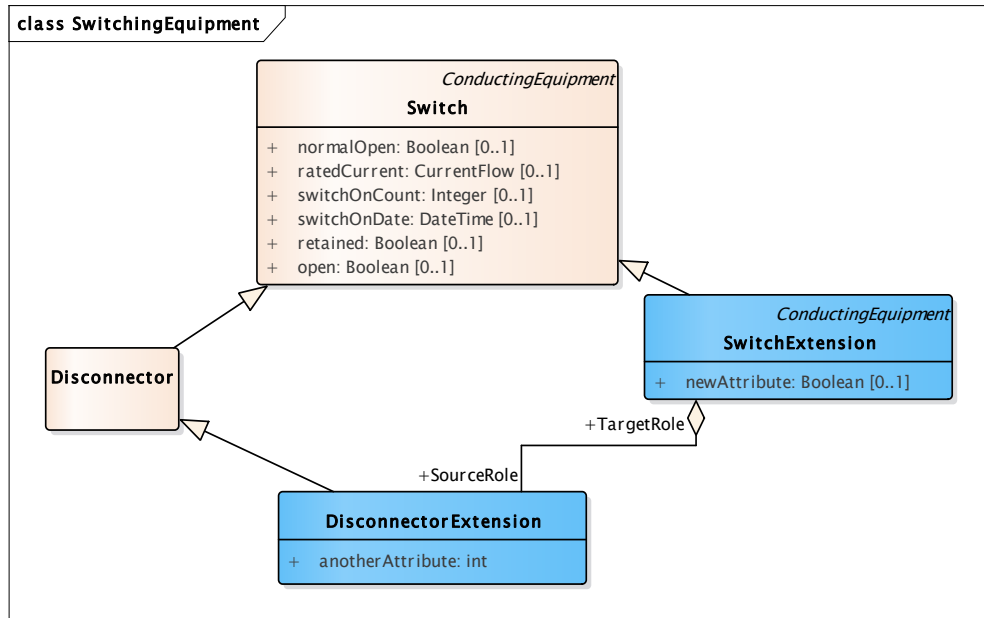 class SwitchingEquipment
ConductingEquipment
Switch
+ normalOpen: Boolean [0..1]
+ ratedCurrent: CurrentFlow [0..1]
+ switchOnCount: Integer [0..1]
+ switchOnDate: DateTime [0..1]
+ retained: Boolean [0..1]
+ open: Boolean [0..1]
ConductingEquipment
SwitchExtension
+ newAttribute: Boolean [0..1]
Disconnector
+TargetRole
+SourceRole
DisconnectorExtension
+ anotherAttribute: int